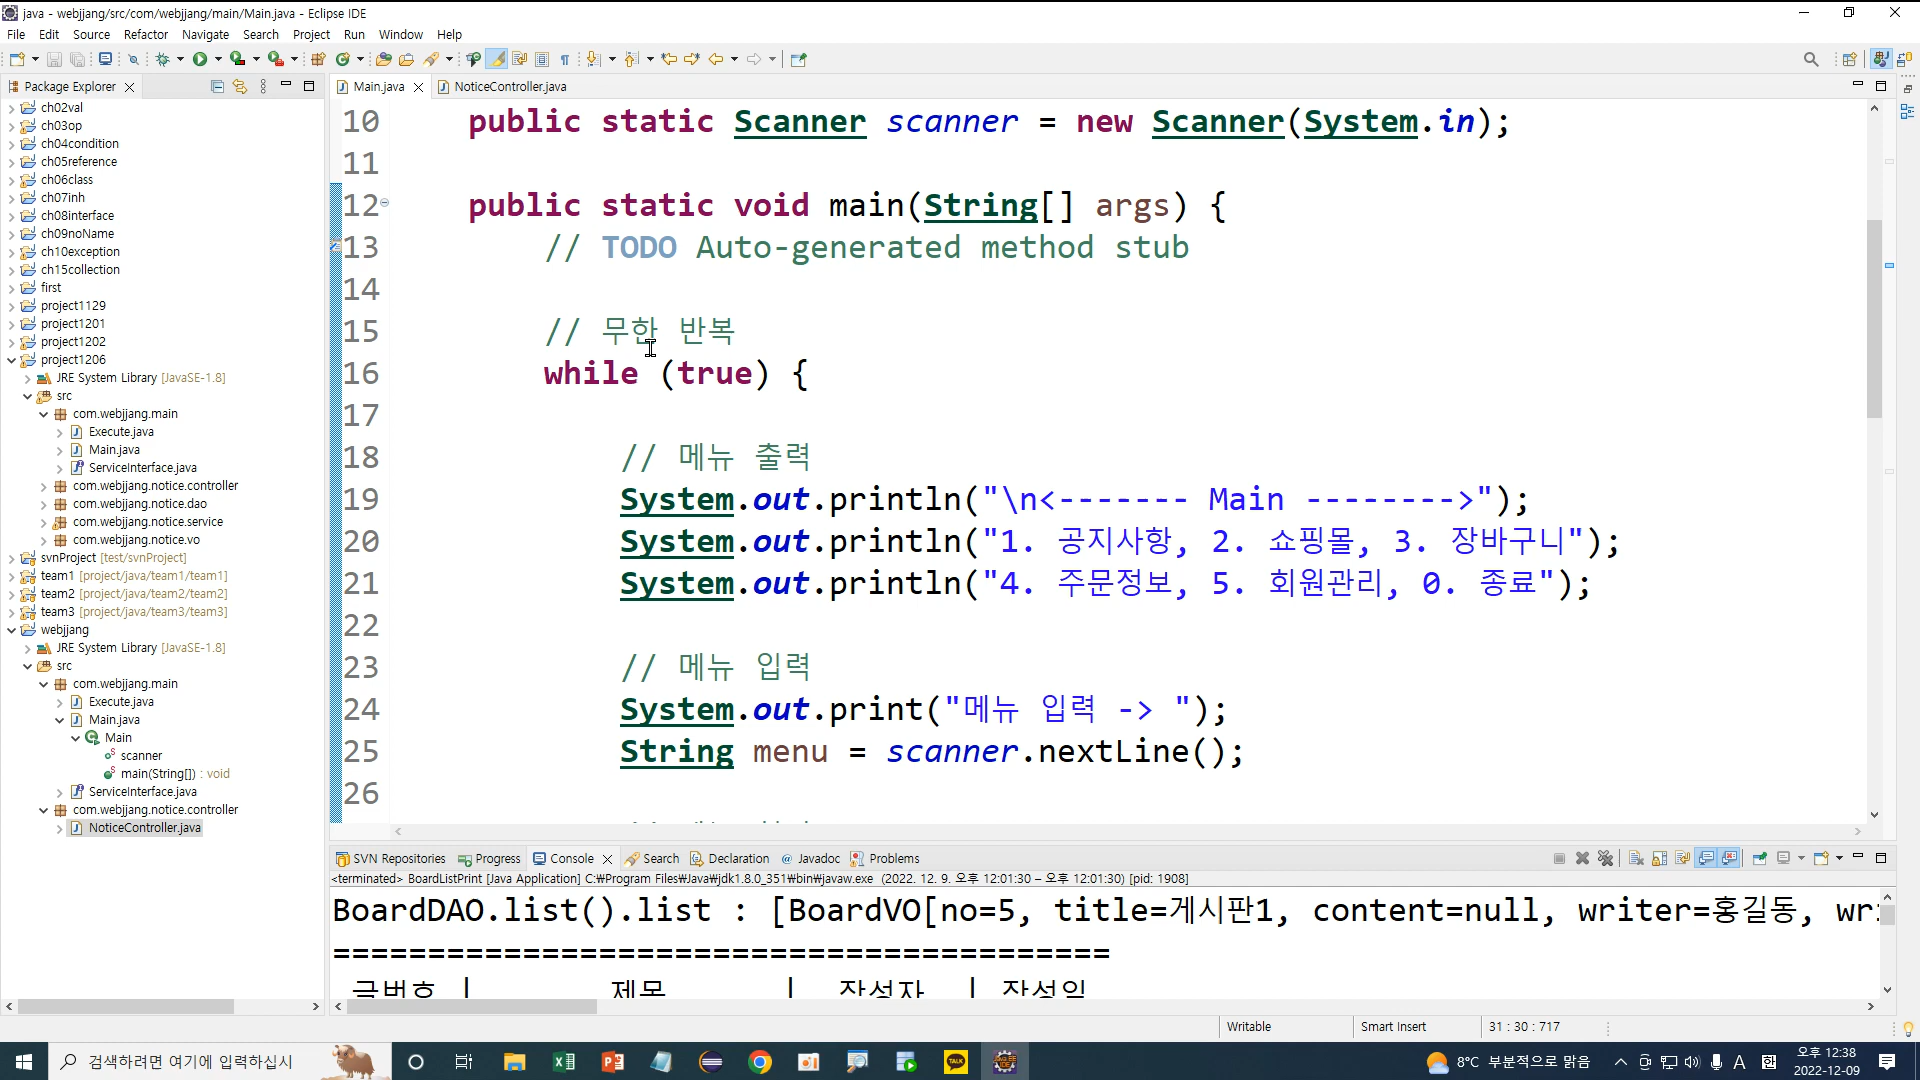 java - webjjang/src/com/webjjang/main/Main.java - Eclipse IDE
File Edit Source Refactor Navigate Search Project Run Window Help
Package Explorer
Main.java NoticeController.java
ch02val
ch03op
ch04condition
ch05reference
ch06class
ch07inh
ch08interface
ch09noName
ch10exception
ch15collection
first
project1129
project1201
project1202
project1206
JRE System Library [JavaSE-1.8]
src
com.webjjang.main
Execute.java
Main.java
ServiceInterface.java
com.webjjang.notice.controller
com.webjjang.notice.dao
com.webjjang.notice.service
com.webjjang.notice.vo
svnProject [test/svnProject]
team1 [project/java/team1/team1]
team2 [project/java/team2/team2]
team3 [project/java/team3/team3]
webjjang
JRE System Library [JavaSE-1.8]
src
com.webjjang.main
Execute.java
Main.java
Main
scanner
main(String[]) : void
ServiceInterface.java
com.webjjang.notice.controller
NoticeController.java
10 public static Scanner scanner = new Scanner(System.in);
11
12 public static void main(String[] args) {
13 // TODO Auto-generated method stub
14
15 // 무한 반복
16 while (true) {
17
18 // 메뉴 출력
19 System.out.println("\n<------- Main -------->");
20 System.out.println("1. 공지사항, 2. 쇼핑몰, 3. 장바구니");
21 System.out.println("4. 주문정보, 5. 회원관리, 0. 종료");
22
23 // 메뉴 입력
24 System.out.print("메뉴 입력 -> ");
25 String menu = scanner.nextLine();
26
SVN Repositories Progress Console Search Declaration @ Javadoc Problems
<terminated> BoardListPrint [Java Application] C:₩Program Files₩Java₩jdk1.8.0_351₩bin₩javaw.exe (2022. 12. 9. 오후 12:01:30 – 오후 12:01:30) [pid: 1908]
BoardDAO.list().list : [BoardVO[no=5, title=게시판1, content=null, writer=홍길동, wri
=========================================
글번호 | 제목 | 작성자 | 작성일
Writable Smart Insert 31 : 30 : 717
검색하려면 여기에 입력하십시
TALK
8°C 부분적으로 맑음 A 한 오후 12:38
2022-12-09